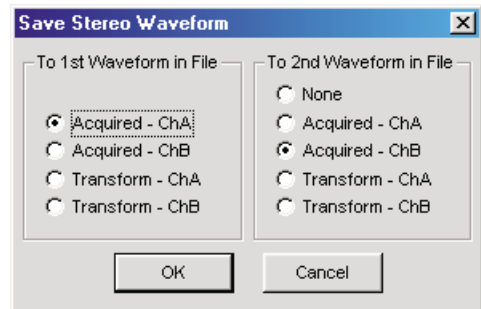 Save Stereo Waveform
To 1st Waveform in File
Acquired - ChA
Acquired - ChB
Transform - ChA
Transform - ChB
To 2nd Waveform in File
None
Acquired - ChA
Acquired - ChB
Transform - ChA
Transform - ChB
OK
Cancel